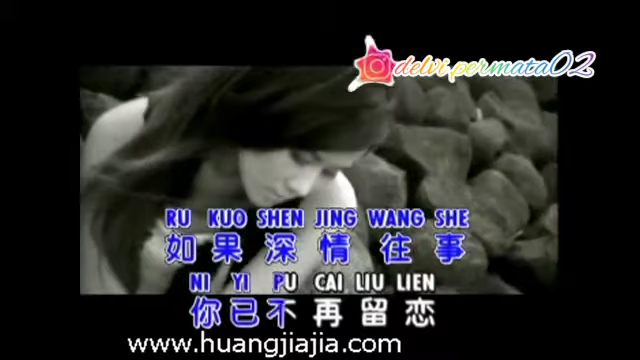 delvi.permata02
RU KUO SHEN JING WANG SHE
如果深情往事
NI YI PU CAI LIU LIEN
你已不再留恋
www.huangjiajia.com